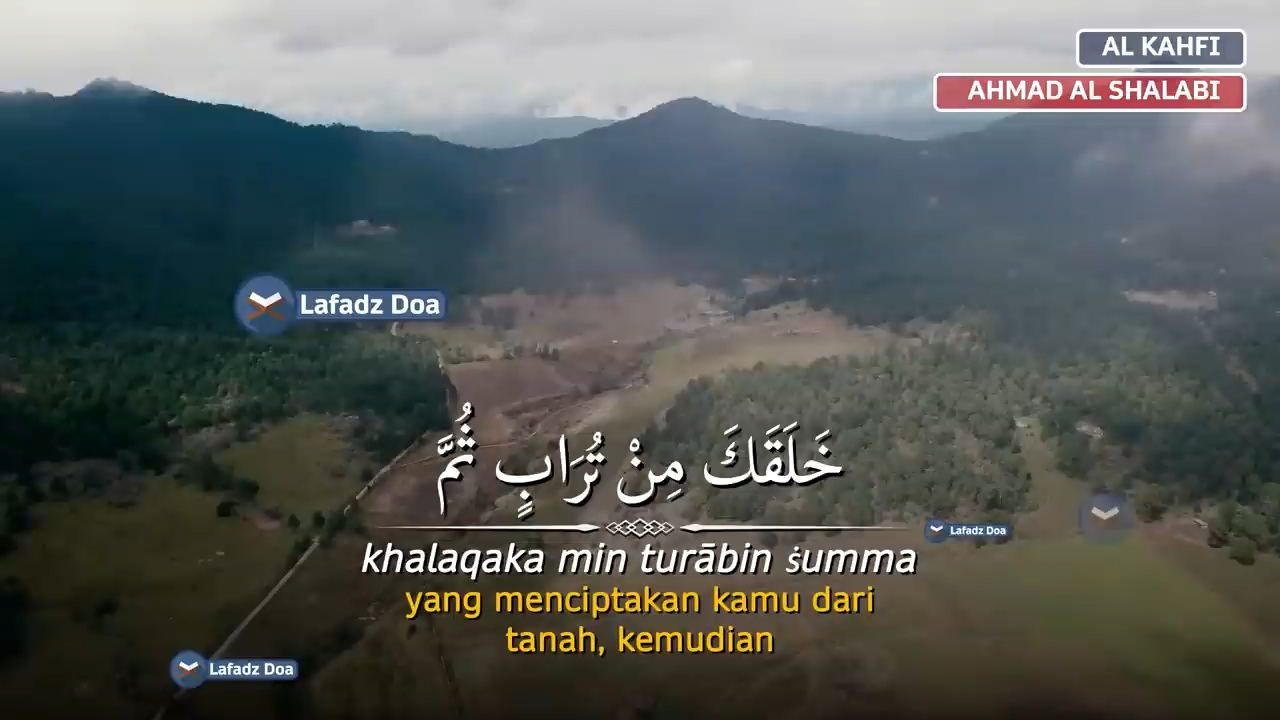 AL KAHFI
AHMAD AL SHALABI
Lafadz Doa
خَلَقَكَ مِنْ تُرَابٍ ثُمَّ
khalaqaka min turābin ṡumma
Lafadz Doa
yang menciptakan kamu dari
tanah, kemudian
Lafadz Doa